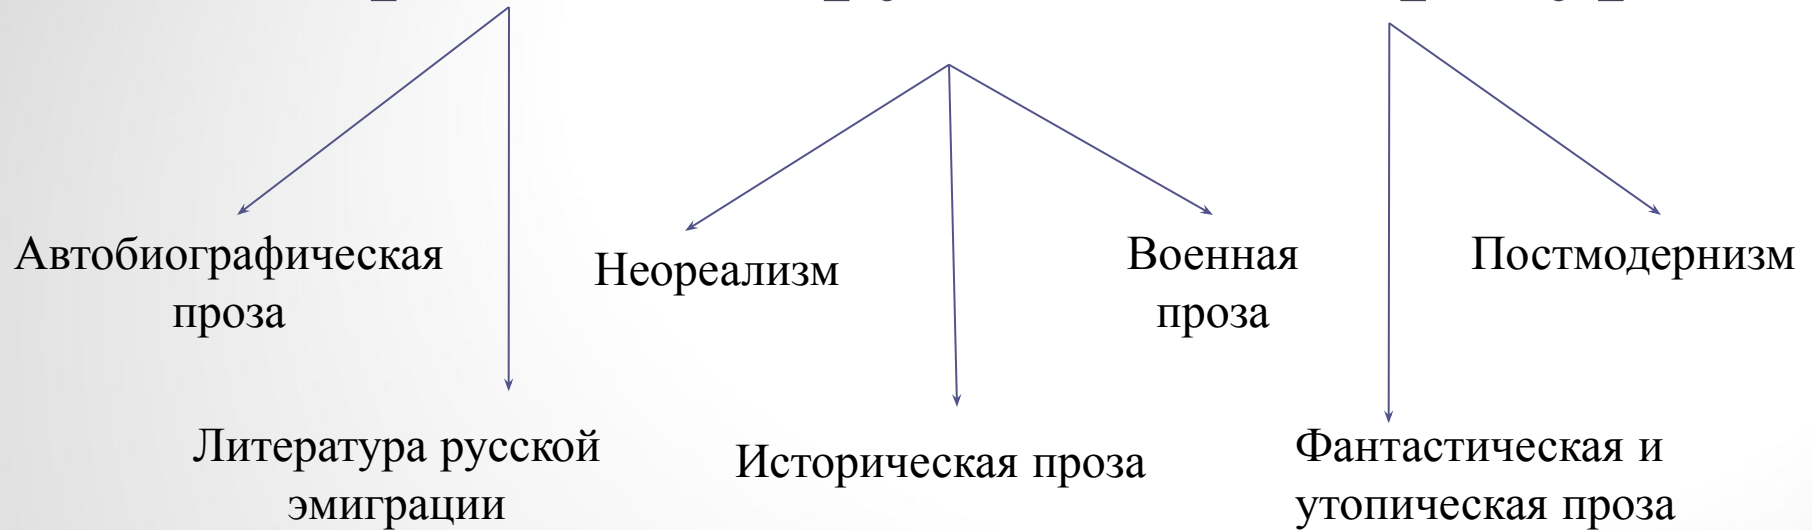 Автобиографическая
проза
Неореализм
Военная
проза
Постмодернизм
Литература русской
эмиграции
Историческая проза
Фантастическая и
утопическая проза